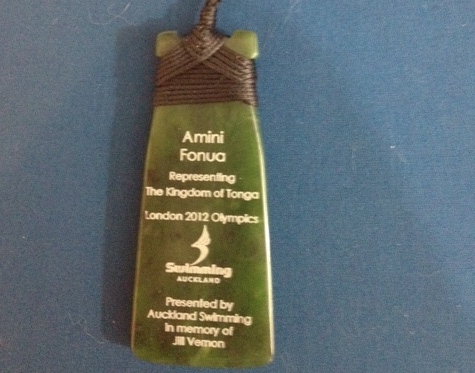 Amini
Fonua
Representing
The Kingdom of Tonga
London 2012 Olympics
Swimming
AUCKLAND
Presented by
Auckland Swimming
In memory of
Jill Vernon